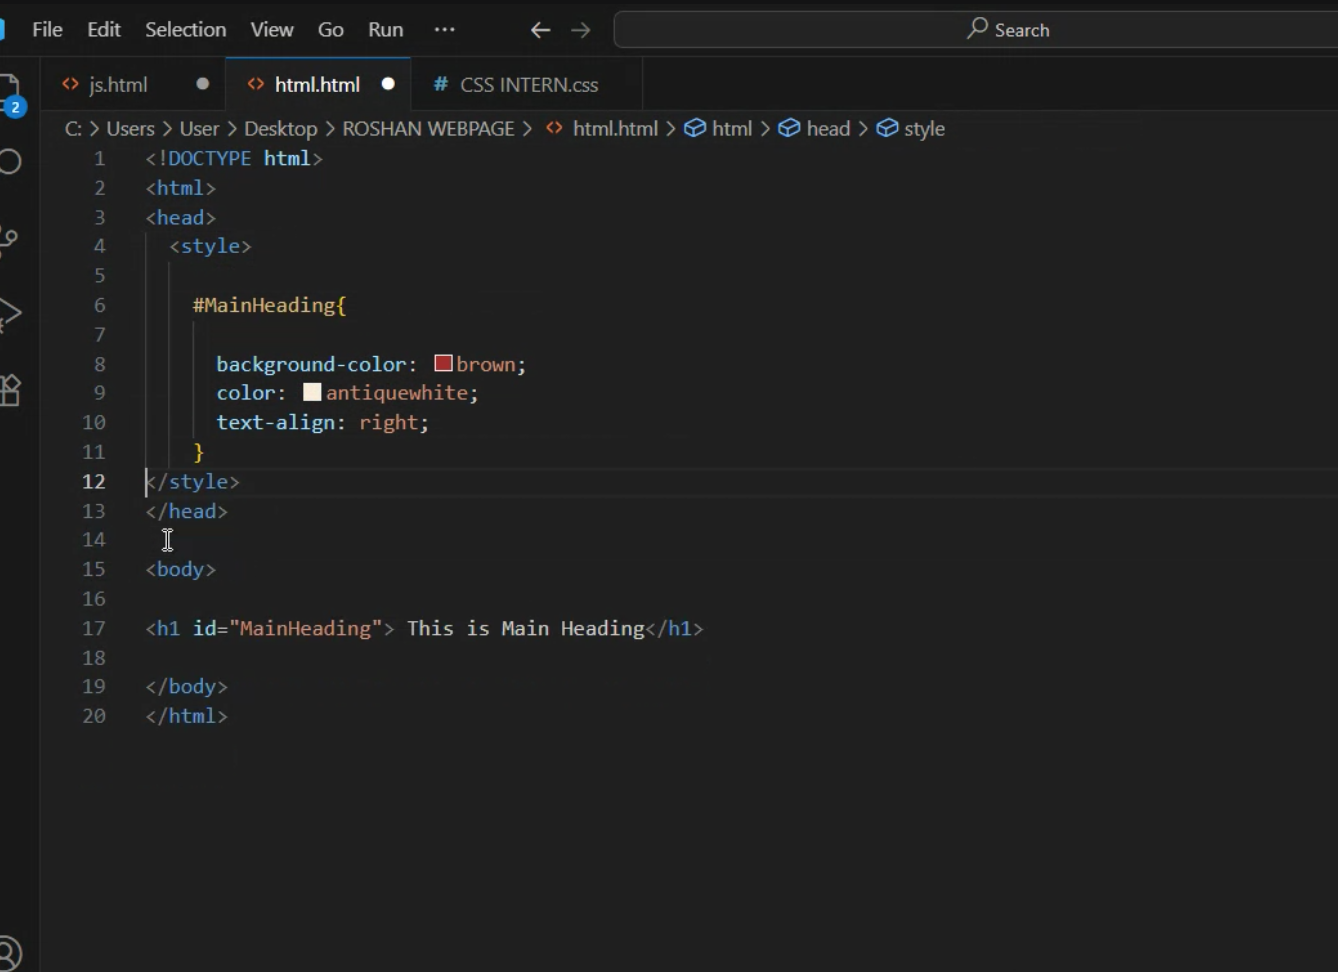 File Edit Selection View Go Run ··· ← → Search
js.html html.html # CSS INTERN.css
2
C: > Users > User > Desktop > ROSHAN WEBPAGE > html.html > html > head > style
1 <!DOCTYPE html>
2 <html>
3 <head>
4 <style>
5
6 #MainHeading{
7
8 background-color: brown;
9 color: antiquewhite;
10 text-align: right;
11 }
12 </style>
13 </head>
14
15 <body>
16
17 <h1 id="MainHeading"> This is Main Heading</h1>
18
19 </body>
20 </html>